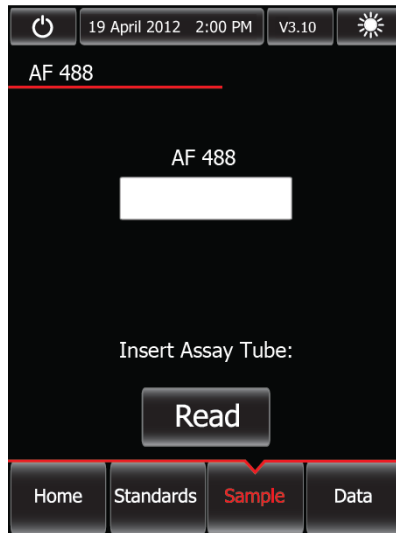 19 April 2012 2:00 PM V3.10
AF 488
AF 488
Insert Assay Tube:
Read
Home Standards Sample Data